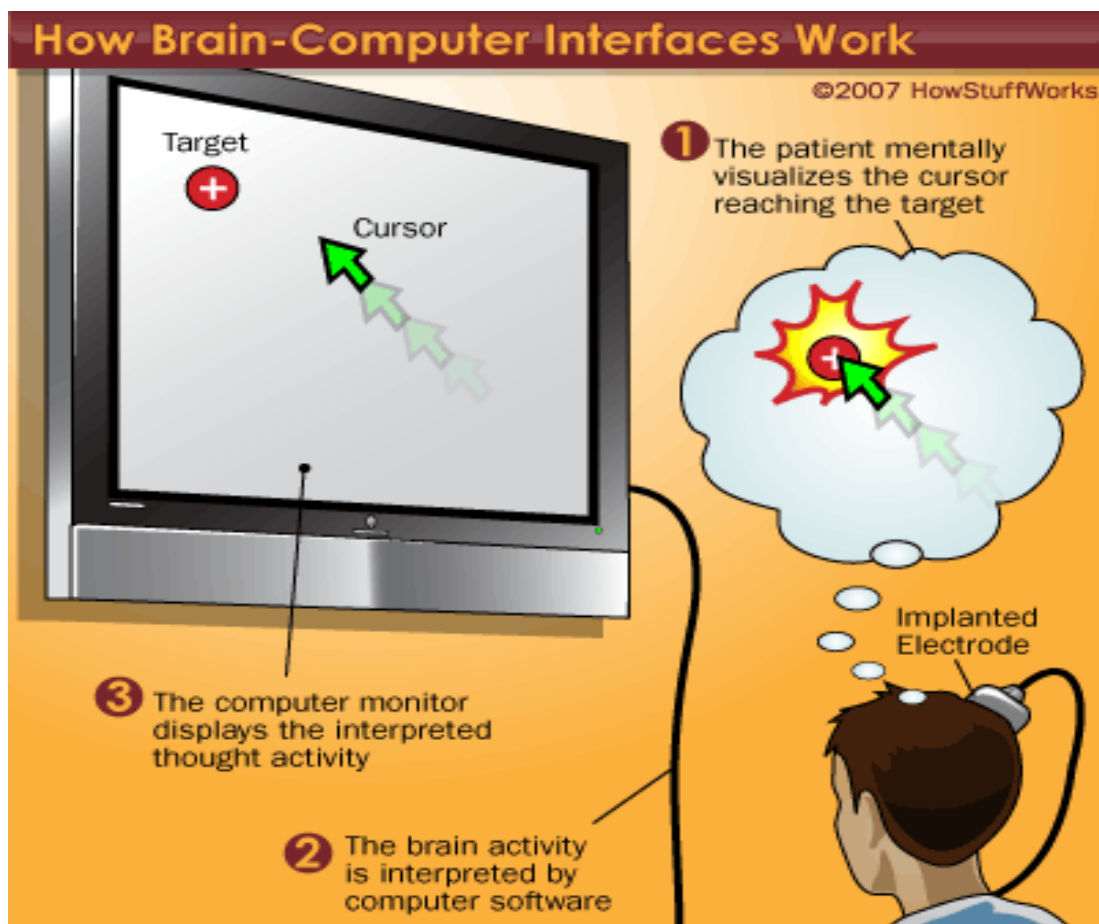 How Brain-Computer Interfaces Work
©2007 HowStuffWorks
Target
Cursor
1 The patient mentally
visualizes the cursor
reaching the target
Implanted
Electrode
3 The computer monitor
displays the interpreted
thought activity
2 The brain activity
is interpreted by
computer software